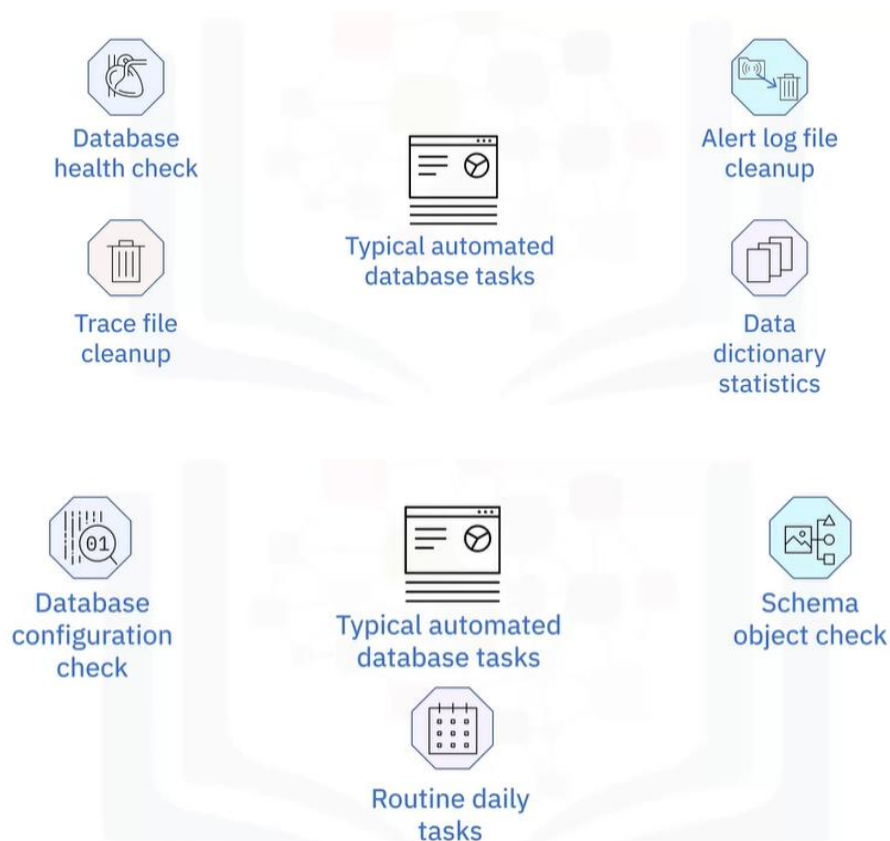 Database
health check
Alert log file
cleanup
Typical automated
database tasks
Trace file
cleanup
Data
dictionary
statistics
01
Database
configuration
check
Typical automated
database tasks
Schema
object check
Routine daily
tasks